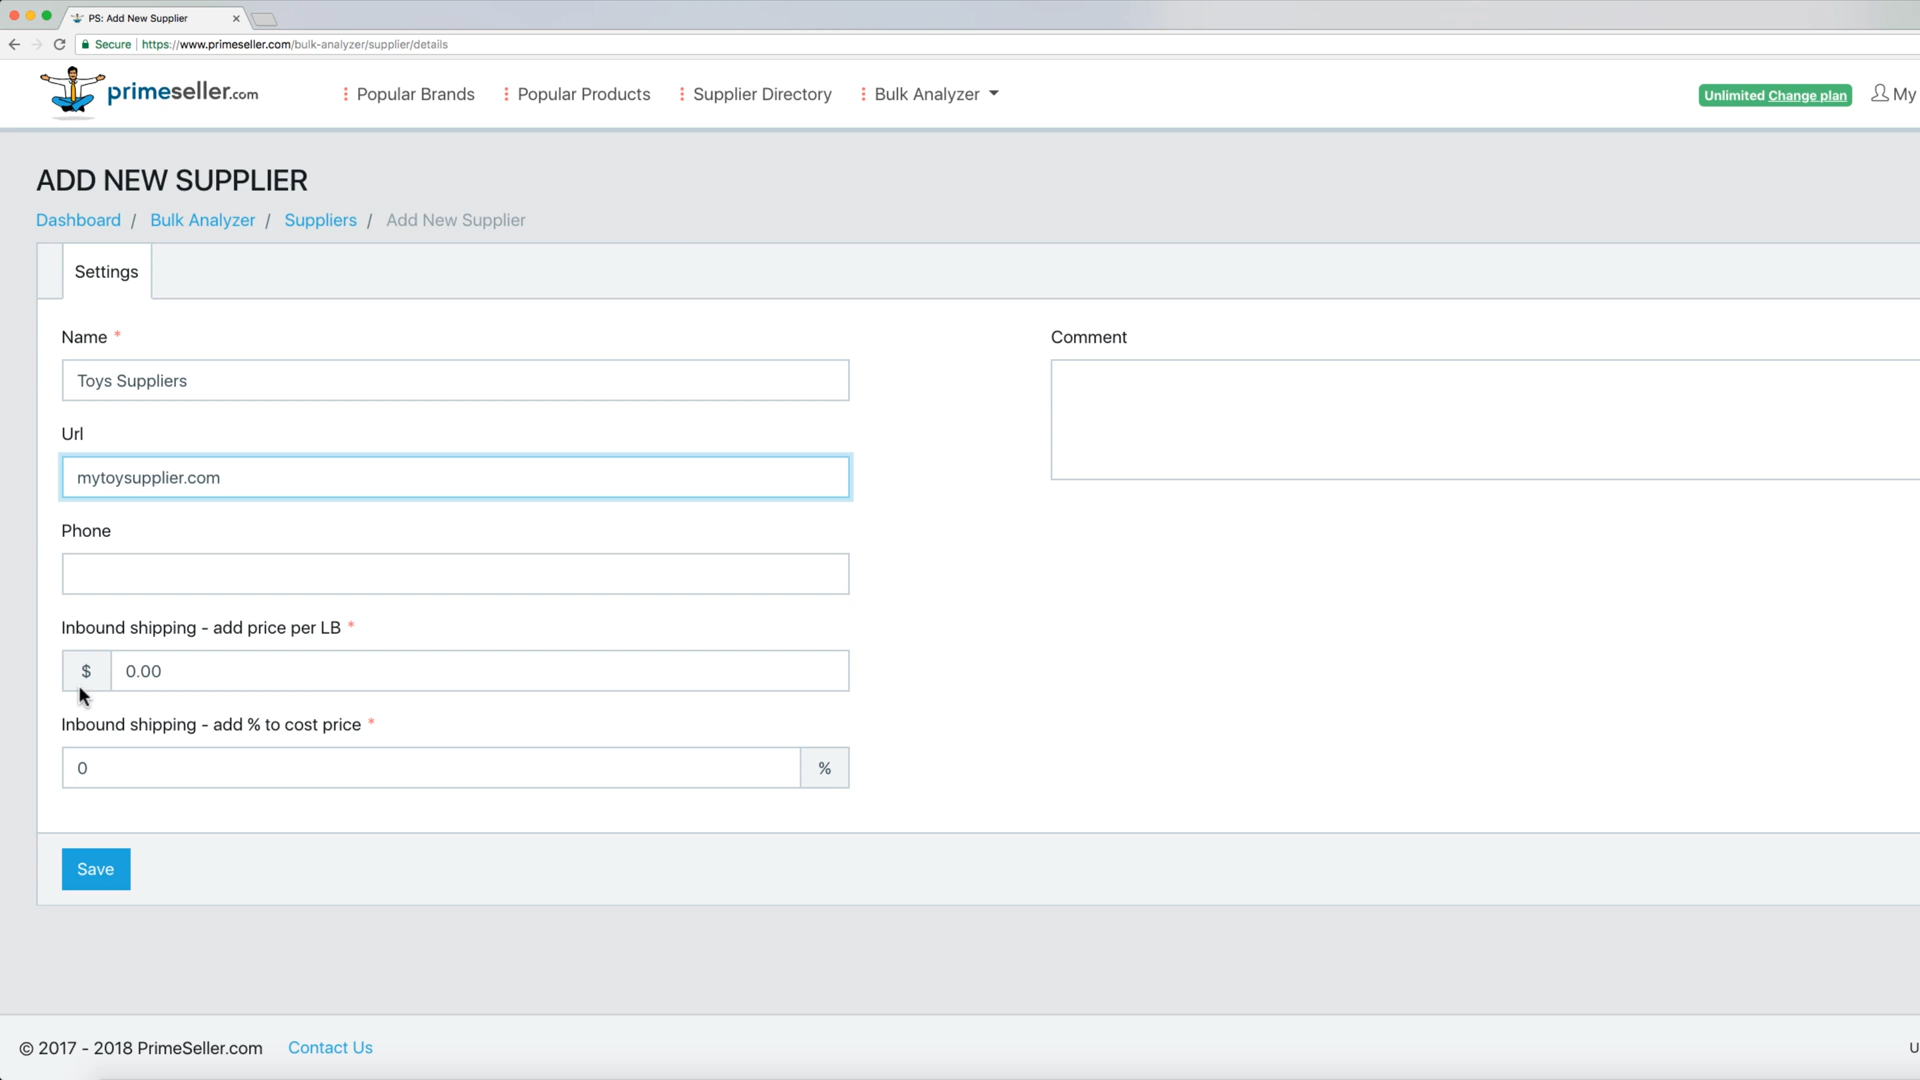 PS: Add New Supplier
Secure https://www.primeseller.com/bulk-analyzer/supplier/details
primeseller.com
Popular Brands
Popular Products
Supplier Directory
Bulk Analyzer
Unlimited Change plan
My
ADD NEW SUPPLIER
Dashboard / Bulk Analyzer / Suppliers / Add New Supplier
Settings
Name *
Toys Suppliers
Url
mytoysupplier.com
Phone
Inbound shipping - add price per LB *
$ 0.00
Inbound shipping - add % to cost price *
0 %
Comment
Save
© 2017 - 2018 PrimeSeller.com Contact Us
U